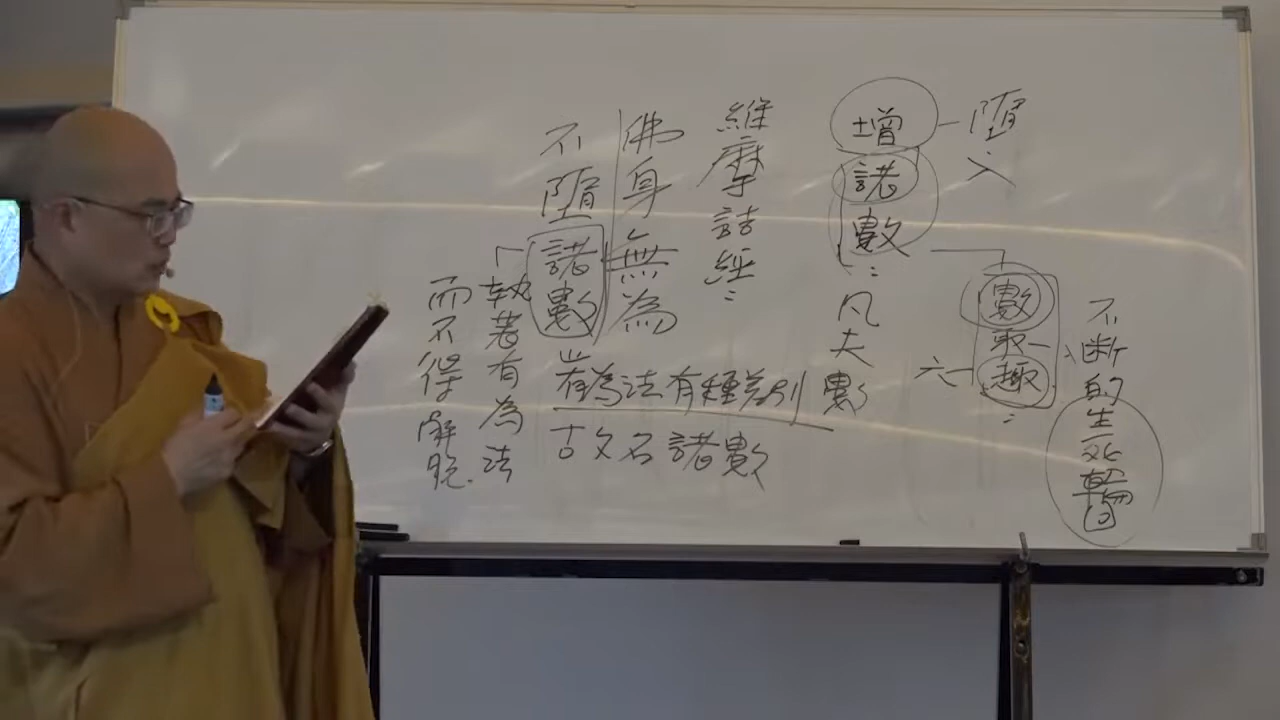 增諸數：
墮入
凡夫數
數取趣：
六
不斷的生死輪回
維摩詰經：
佛身無為
不墮諸數
有為法有種種差別
故名諸數
執著有為法
而不得解脫.